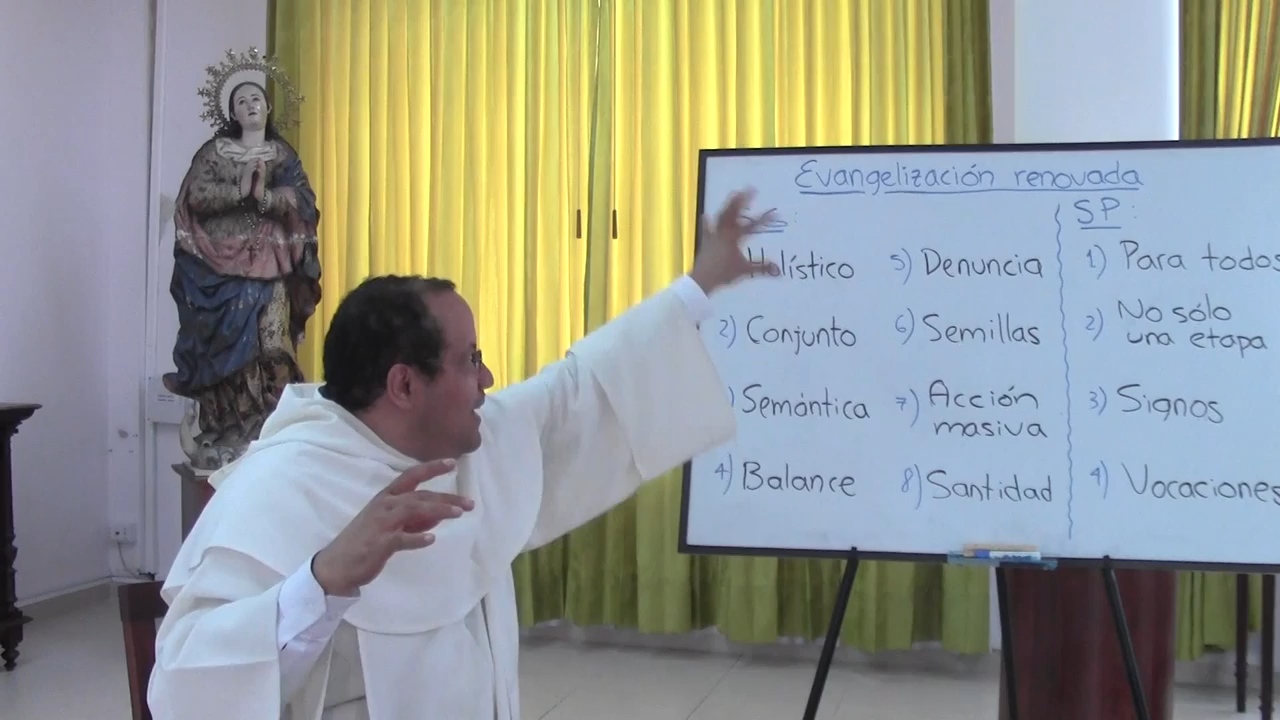 Evangelización renovada
Holístico
2) Conjunto
Semántica
4) Balance
5) Denuncia
6) Semillas
7) Acción
masiva
8) Santidad
SP:
1) Para todos
2) No sólo
una etapa
3) Signos
4) Vocaciones